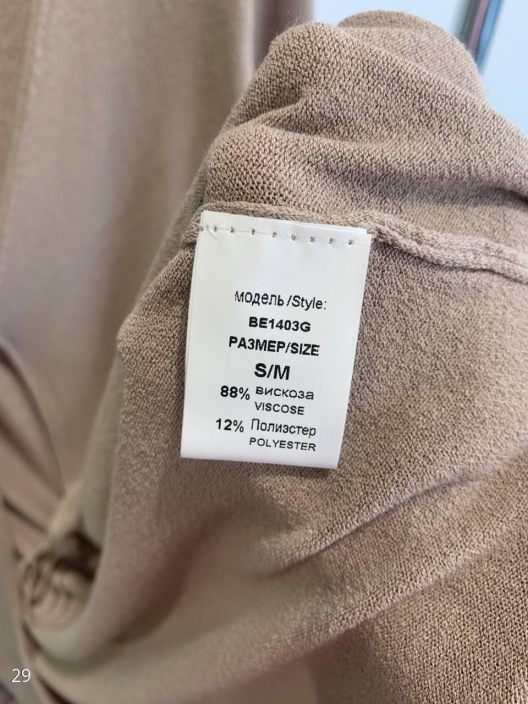 модель/Style:
BE1403G
РАЗМЕР/SIZE
S/M
88% вискоза
VISCOSE
12% Полиэстер
POLYESTER
29